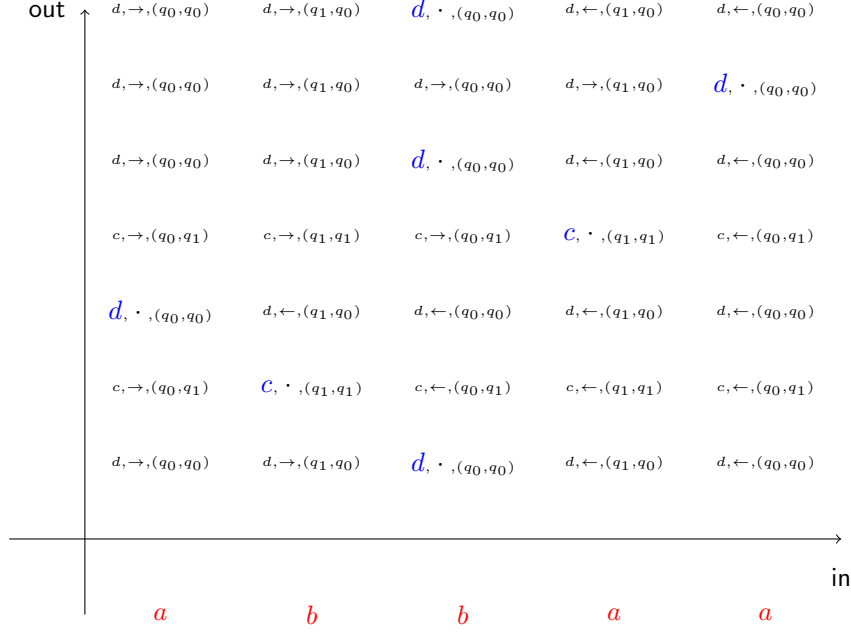 out d,→,(q₀,q₀) d,→,(q₁,q₀) d, · ,(q₀,q₀) d,←,(q₁,q₀) d,←,(q₀,q₀)
d,→,(q₀,q₀) d,→,(q₁,q₀) d,→,(q₀,q₀) d,→,(q₁,q₀) d, · ,(q₀,q₀)
d,→,(q₀,q₀) d,→,(q₁,q₀) d, · ,(q₀,q₀) d,←,(q₁,q₀) d,←,(q₀,q₀)
c,→,(q₀,q₁) c,→,(q₁,q₁) c,→,(q₀,q₁) c, · ,(q₁,q₁) c,←,(q₀,q₁)
d, · ,(q₀,q₀) d,←,(q₁,q₀) d,←,(q₀,q₀) d,←,(q₁,q₀) d,←,(q₀,q₀)
c,→,(q₀,q₁) c, · ,(q₁,q₁) c,←,(q₀,q₁) c,←,(q₁,q₁) c,←,(q₀,q₁)
d,→,(q₀,q₀) d,→,(q₁,q₀) d, · ,(q₀,q₀) d,←,(q₁,q₀) d,←,(q₀,q₀)
in
a b b a a